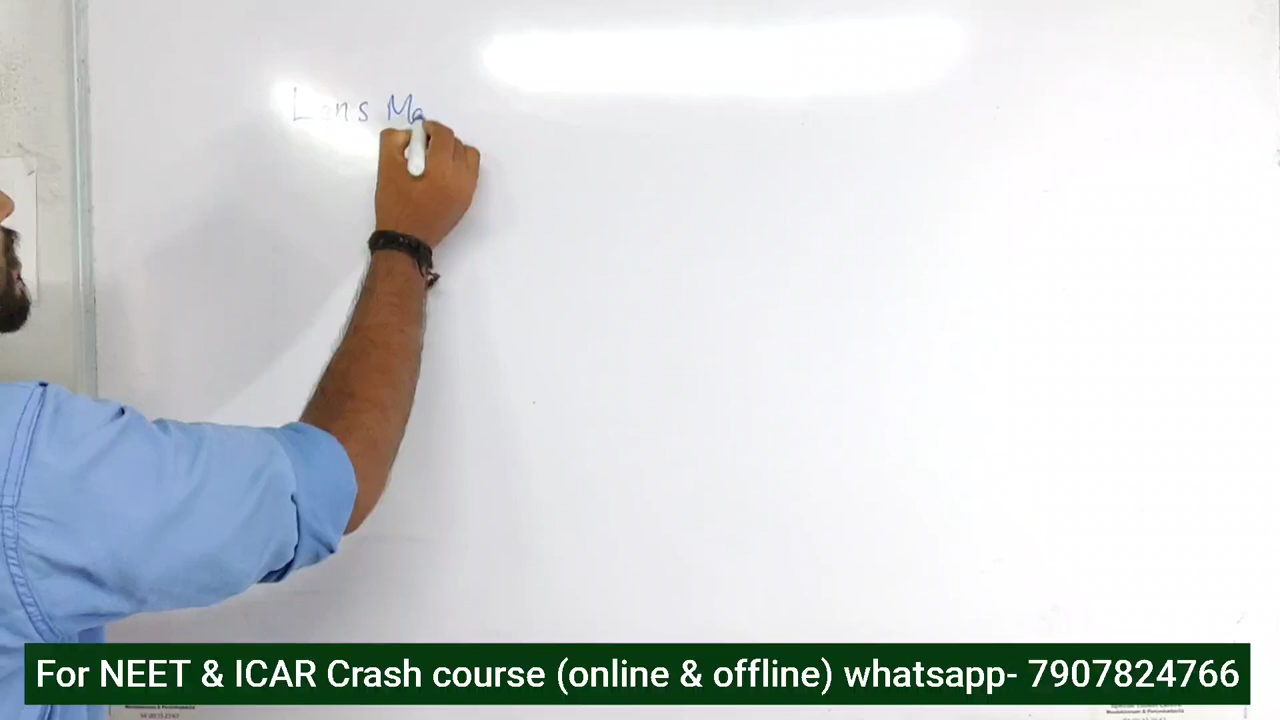 Lens Ma
For NEET & ICAR Crash course (online & offline) whatsapp- 7907824766